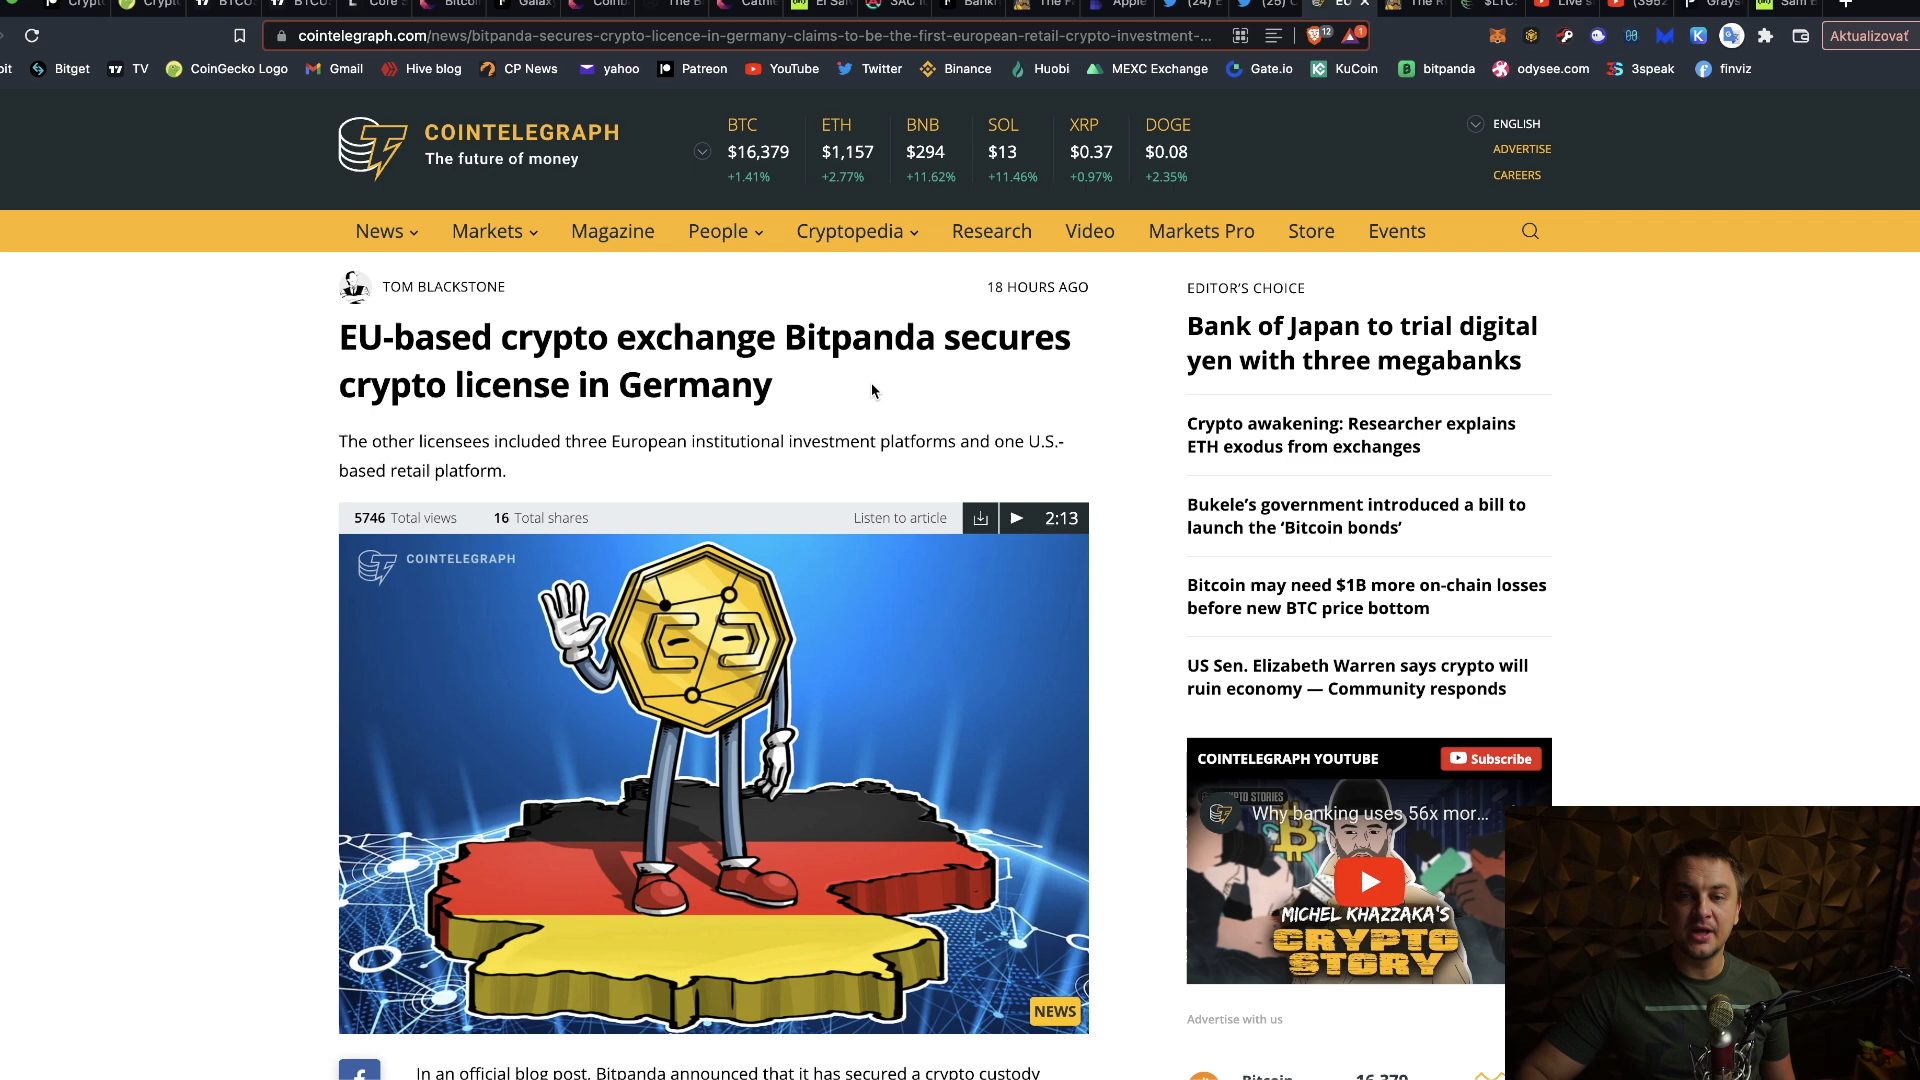 cointelegraph.com/news/bitpanda-secures-crypto-licence-in-germany-claims-to-be-the-first-european-retail-crypto-investment-...
12
1
Aktualizovať
Bitget
TV
CoinGecko Logo
Gmail
Hive blog
CP News
yahoo
Patreon
YouTube
Twitter
Binance
Huobi
MEXC Exchange
Gate.io
KuCoin
bitpanda
odysee.com
3speak
finviz
COINTELEGRAPH
The future of money
BTC ETH BNB SOL XRP DOGE
$16,379 $1,157 $294 $13 $0.37 $0.08
+1.41% +2.77% +11.62% +11.46% +0.97% +2.35%
ENGLISH
ADVERTISE
CAREERS
News Markets Magazine People Cryptopedia Research Video Markets Pro Store Events
TOM BLACKSTONE
18 HOURS AGO
EU-based crypto exchange Bitpanda secures
crypto license in Germany
The other licensees included three European institutional investment platforms and one U.S.-
based retail platform.
5746 Total views 16 Total shares
Listen to article
2:13
COINTELEGRAPH
NEWS
In an official blog post, Bitpanda announced that it has secured a crypto custody
EDITOR'S CHOICE
Bank of Japan to trial digital
yen with three megabanks
Crypto awakening: Researcher explains
ETH exodus from exchanges
Bukele’s government introduced a bill to
launch the ‘Bitcoin bonds’
Bitcoin may need $1B more on-chain losses
before new BTC price bottom
US Sen. Elizabeth Warren says crypto will
ruin economy — Community responds
COINTELEGRAPH YOUTUBE
Subscribe
Why banking uses 56x mor...
MICHEL KHAZZAKA'S
CRYPTO
STORY
Advertise with us
Bitcoin 16,379